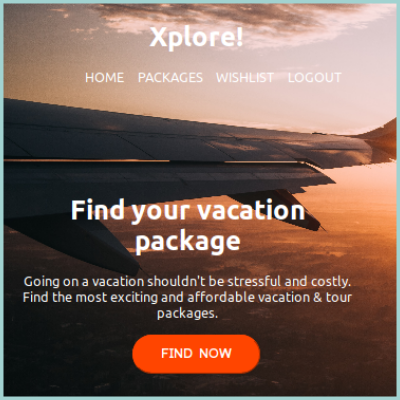 Xplore!
HOME PACKAGES WISHLIST LOGOUT
Find your vacation
package
Going on a vacation shouldn't be stressful and costly.
Find the most exciting and affordable vacation & tour
packages.
FIND NOW